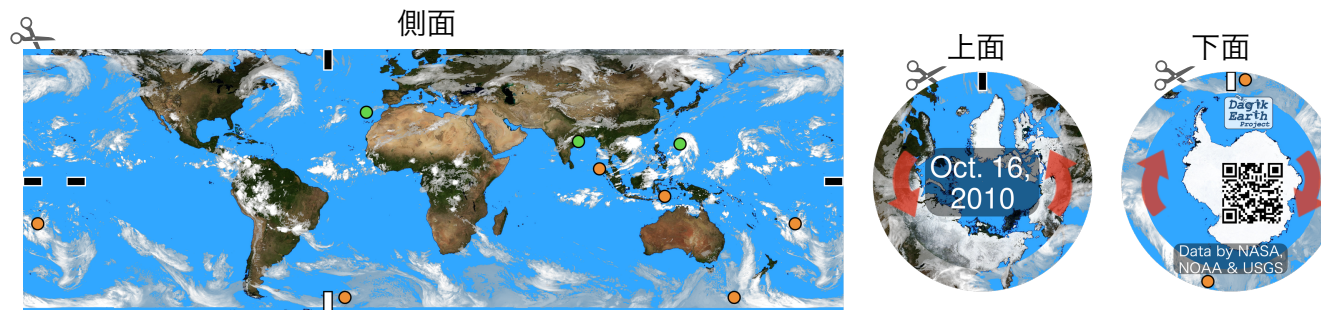 側面
上面
下面
Oct. 16,
2010
Dagik
Earth
Project
Data by NASA,
NOAA & USGS